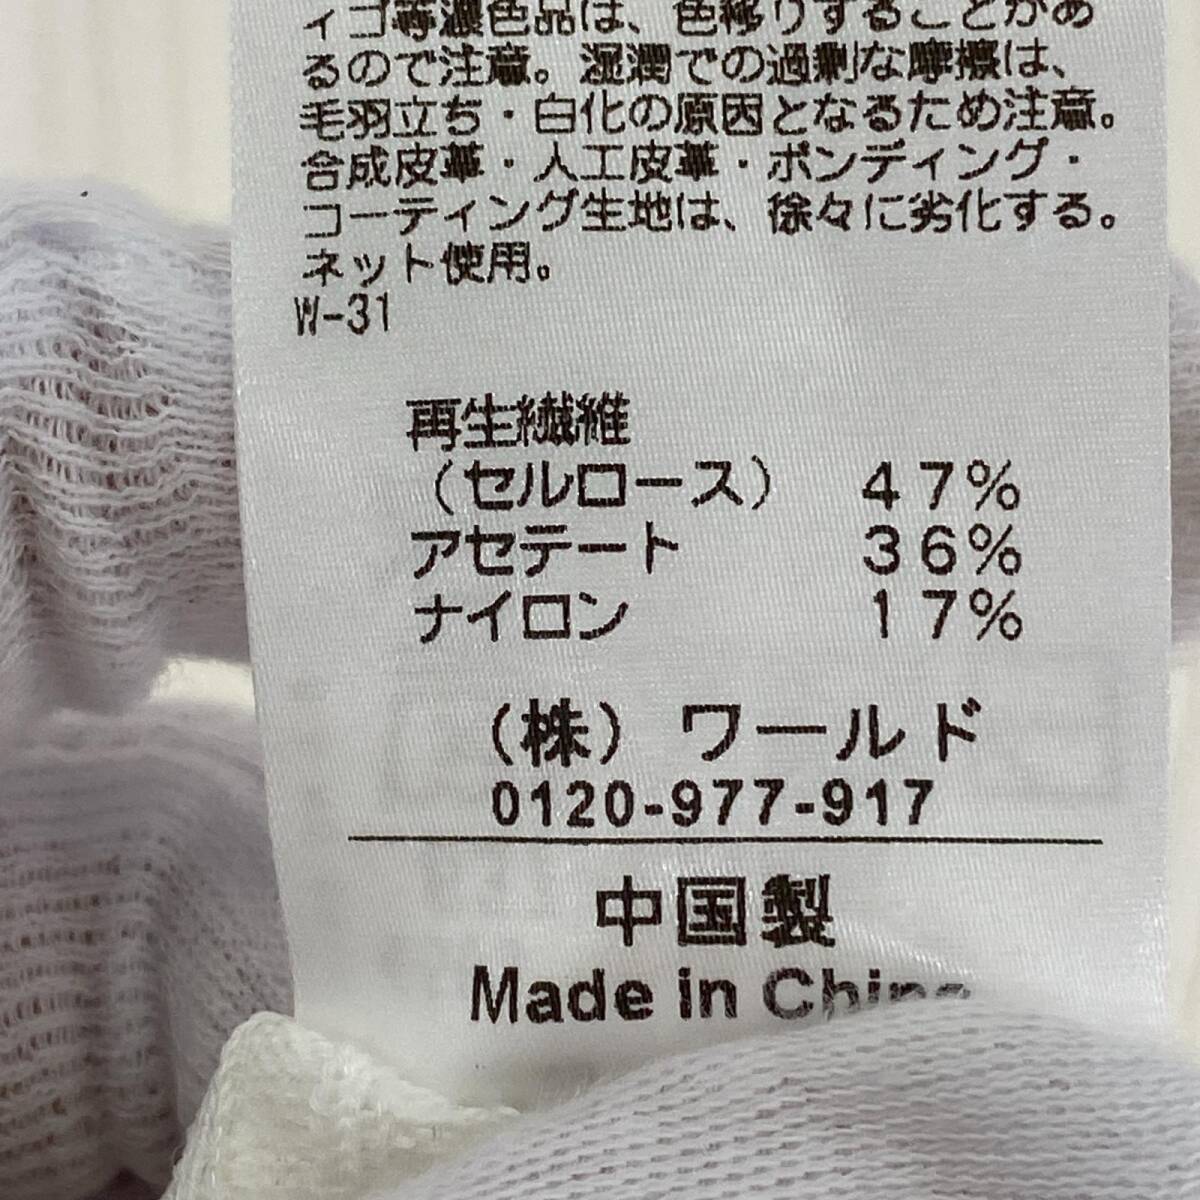 ィゴ等濃色品は、色移りすることがあ
るので注意。湿潤での過剰な摩擦は、
毛羽立ち・白化の原因となるため注意。
合成皮革・人工皮革・ボンディング・
コーティング生地は、徐々に劣化する。
ネット使用。
W-31
再生繊維
（セルロース） 47%
アセテート 36%
ナイロン 17%
（株）ワールド
0120-977-917
中国製
Made in China